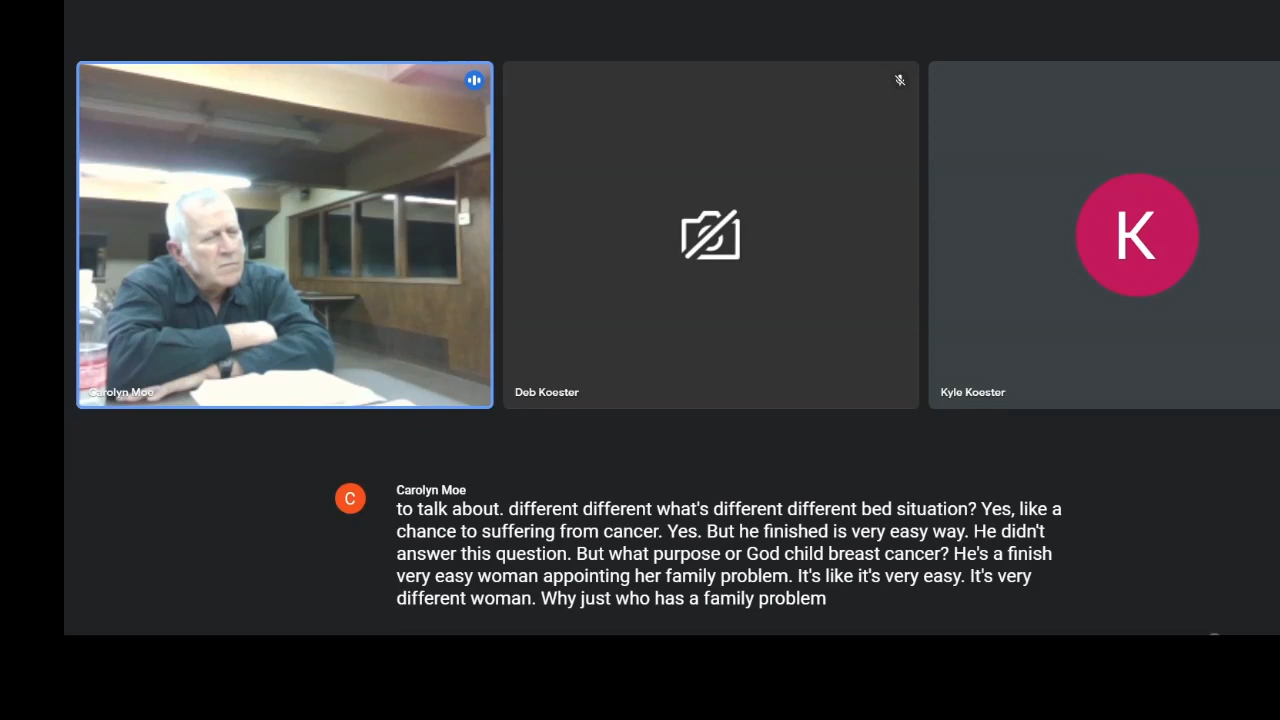 K
Carolyn Moe
Deb Koester
Kyle Koester
C
Carolyn Moe
to talk about. different different what's different different bed situation? Yes, like a
chance to suffering from cancer. Yes. But he finished is very easy way. He didn't
answer this question. But what purpose or God child breast cancer? He's a finish
very easy woman appointing her family problem. It's like it's very easy. It's very
different woman. Why just who has a family problem